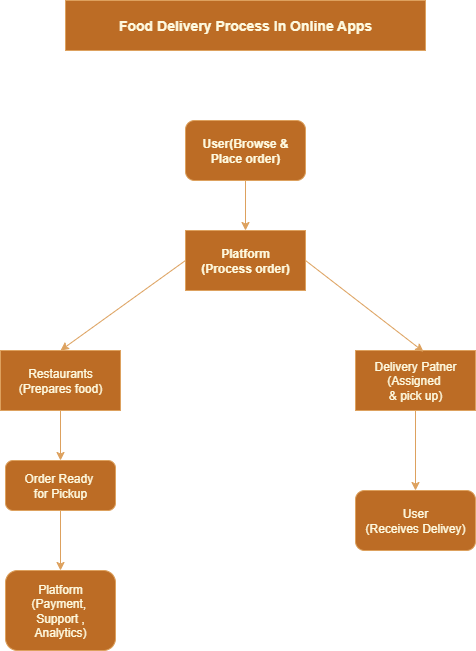 Food Delivery Process In Online Apps
User(Browse &
Place order)
Platform
(Process order)
Restaurants
(Prepares food)
Delivery Patner
(Assigned
& pick up)
Order Ready
for Pickup
User
(Receives Delivey)
Platform
(Payment,
Support ,
Analytics)